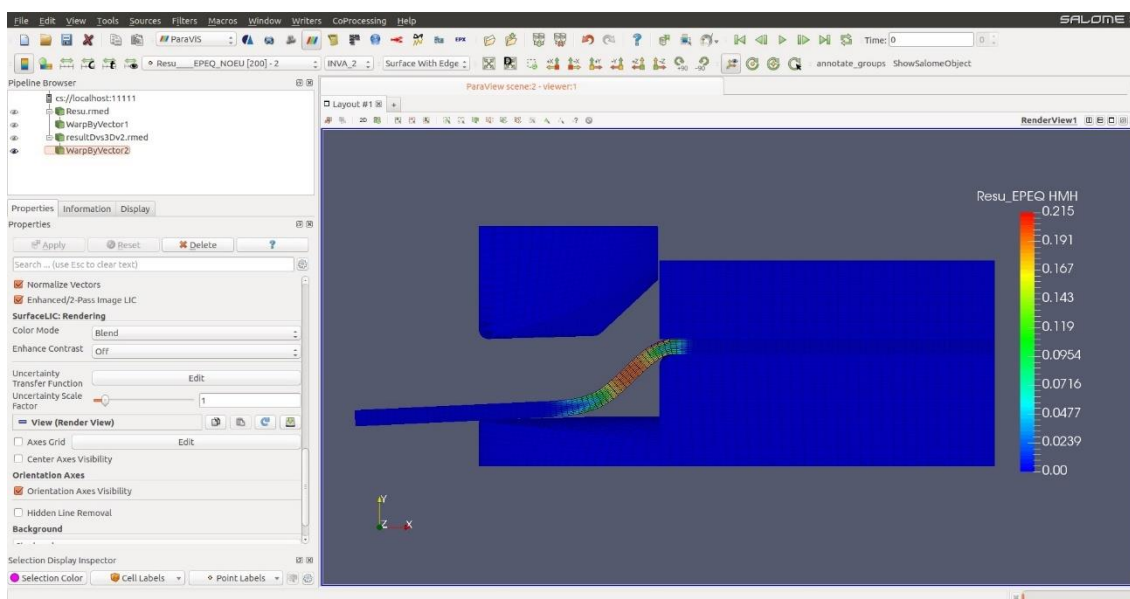 File Edit View Tools Sources Filters Macros Window Writers CoProcessing Help
SALOME
ParaViS
Time: 0
0
Resu____EPEQ_NOEU [200] - 2
INVA_2
Surface With Edge
annotate_groups ShowSalomeObject
Pipeline Browser
ParaView scene:2 - viewer:1
cs://localhost:11111
Layout #1
Resu.rmed
RenderView1
WarpByVector1
resultDvs3Dv2.rmed
WarpByVector2
Resu_EPEQ HMH
0.215
0.191
0.167
0.143
0.119
0.0954
0.0716
0.0477
0.0239
0.00
Y
Z X
Properties Information Display
Properties
Apply Reset Delete ?
Search ... (use Esc to clear text)
Normalize Vectors
Enhanced/2-Pass Image LIC
SurfaceLIC: Rendering
Color Mode Blend
Enhance Contrast Off
Uncertainty
Transfer Function Edit
Uncertainty Scale
Factor 1
View (Render View)
Axes Grid Edit
Center Axes Visibility
Orientation Axes
Orientation Axes Visibility
Hidden Line Removal
Background
Selection Display Inspector
Selection Color Cell Labels Point Labels